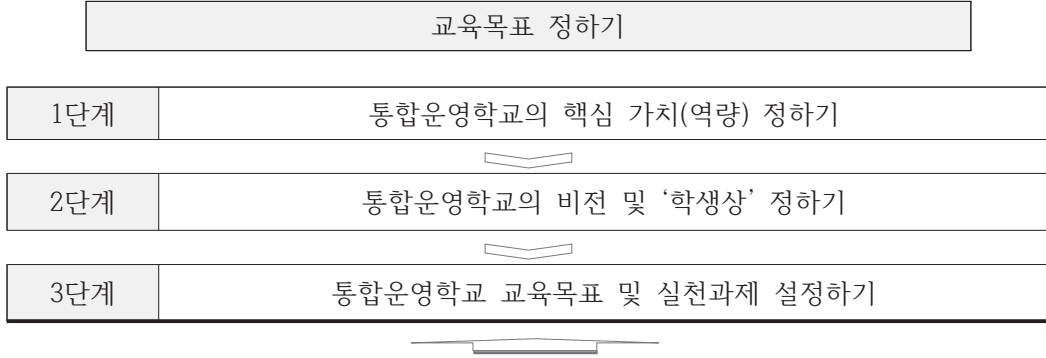 교육목표 정하기
1단계 통합운영학교의 핵심 가치(역량) 정하기
2단계 통합운영학교의 비전 및 ‘학생상’ 정하기
3단계 통합운영학교 교육목표 및 실천과제 설정하기